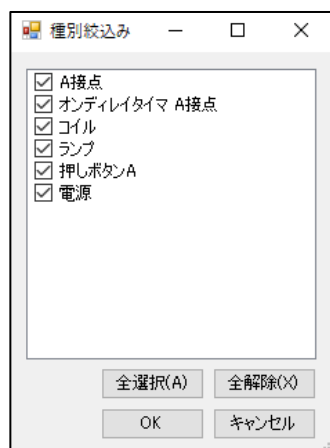 種別絞込み
A接点
オンディレイタイマ A接点
コイル
ランプ
押しボタンA
電源
全選択(A) 全解除(X)
OK キャンセル